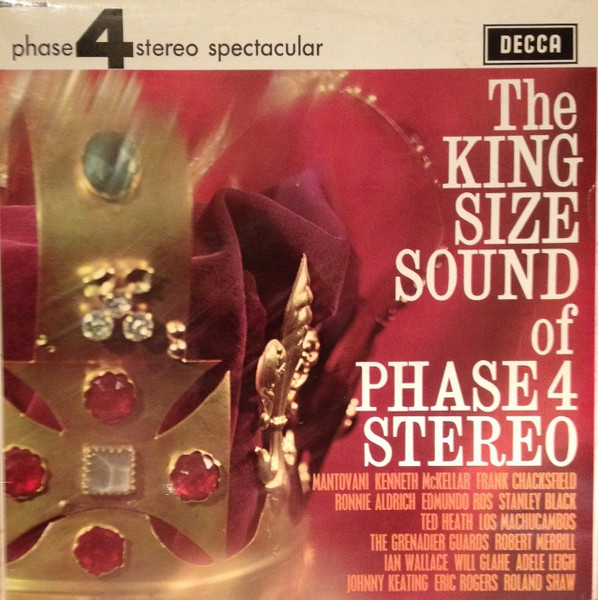 phase 4 stereo spectacular
DECCA
The
KING
SIZE
SOUND
of
PHASE 4
STEREO
MANTOVANI KENNETH McKELLAR FRANK CHACKSFIELD
RONNIE ALDRICH EDMUNDO ROS STANLEY BLACK
TED HEATH LOS MACHUCAMBOS
THE GRENADIER GUARDS ROBERT MERRILL
IAN WALLACE WILL GLAHE ADELE LEIGH
JOHNNY KEATING ERIC ROGERS ROLAND SHAW